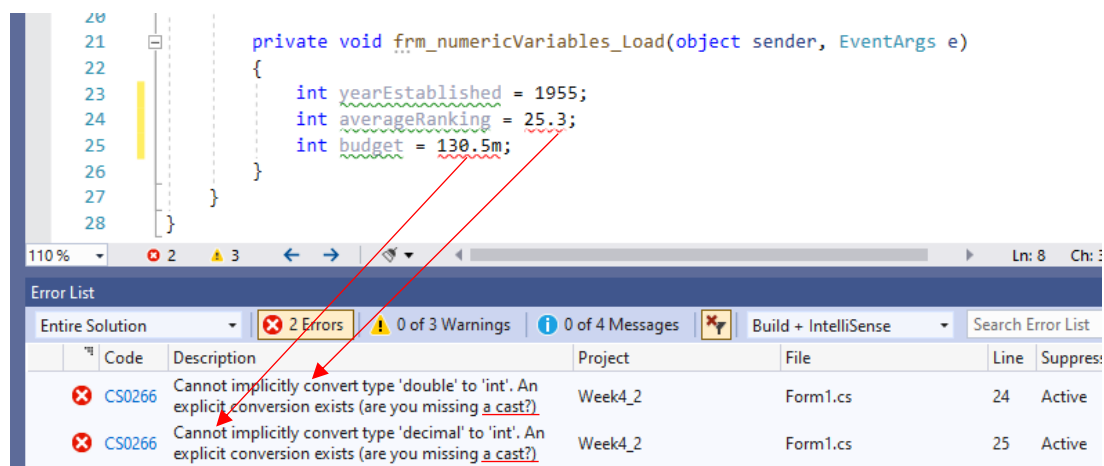 20
21 private void frm_numericVariables_Load(object sender, EventArgs e)
22 {
23 int yearEstablished = 1955;
24 int averageRanking = 25.3;
25 int budget = 130.5m;
26 }
27 }
28 }
110 % 2 3 Ln: 8 Ch: 3
Error List
Entire Solution 2 Errors 0 of 3 Warnings 0 of 4 Messages Build + IntelliSense Search Error List
Code Description Project File Line Suppress
CS0266 Cannot implicitly convert type 'double' to 'int'. An explicit conversion exists (are you missing a cast?) Week4_2 Form1.cs 24 Active
CS0266 Cannot implicitly convert type 'decimal' to 'int'. An explicit conversion exists (are you missing a cast?) Week4_2 Form1.cs 25 Active